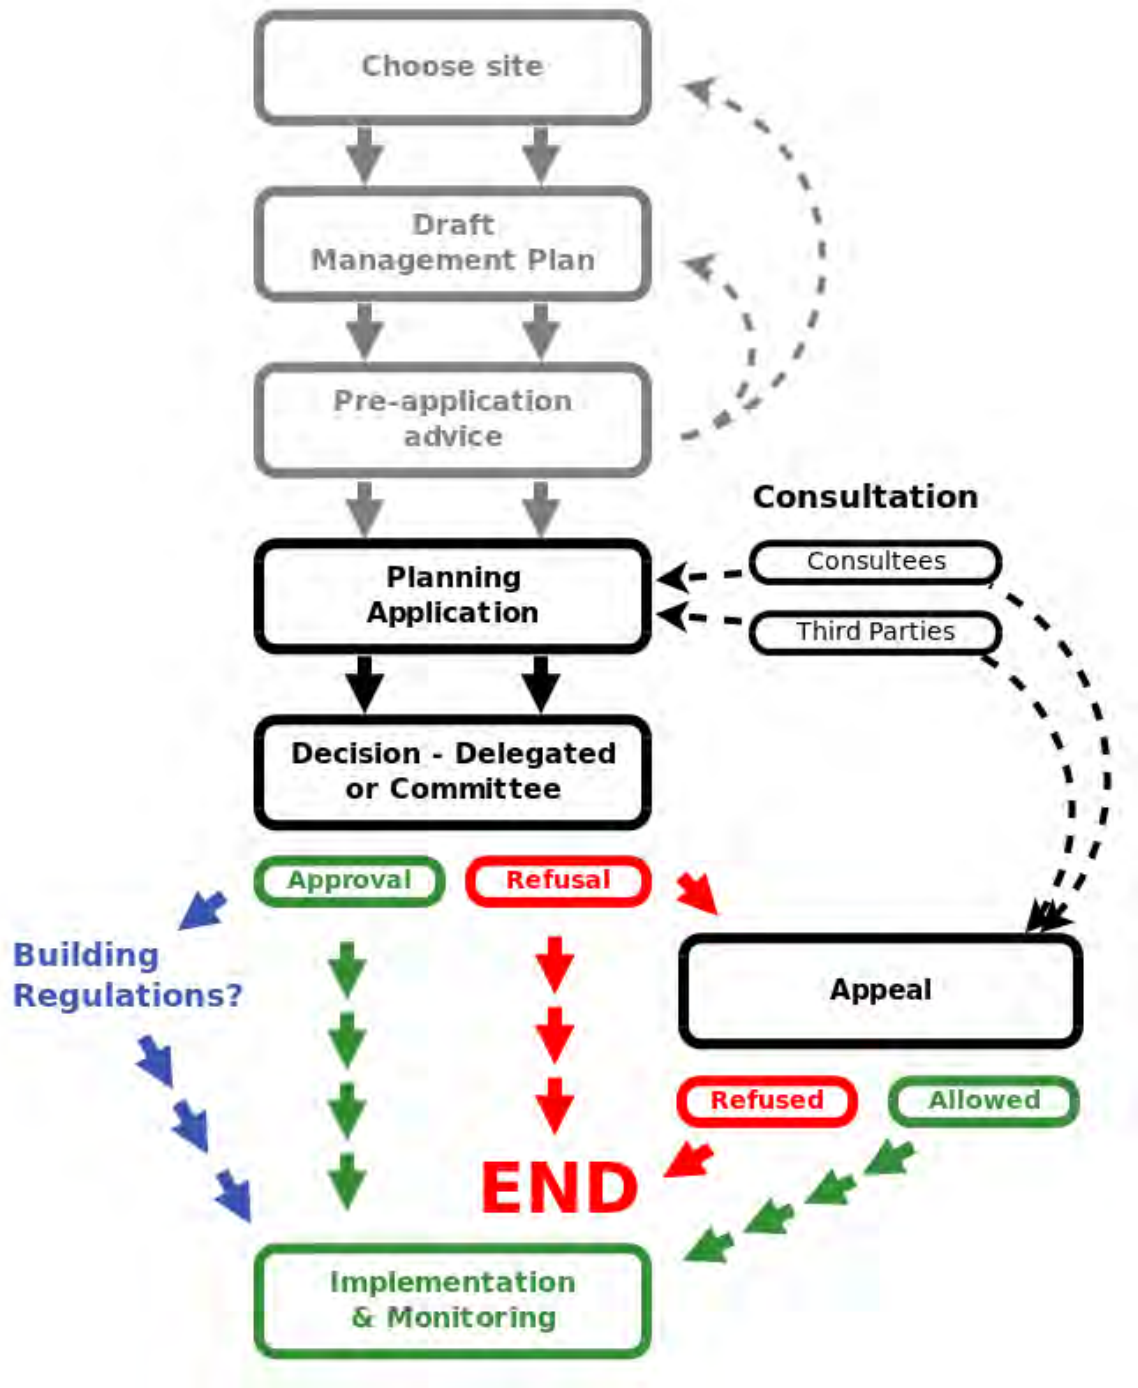 Choose site
Draft
Management Plan
Pre-application
advice
Consultation
Consultees
Third Parties
Planning
Application
Decision - Delegated
or Committee
Approval
Refusal
Building
Regulations?
Appeal
Refused
Allowed
END
Implementation
& Monitoring